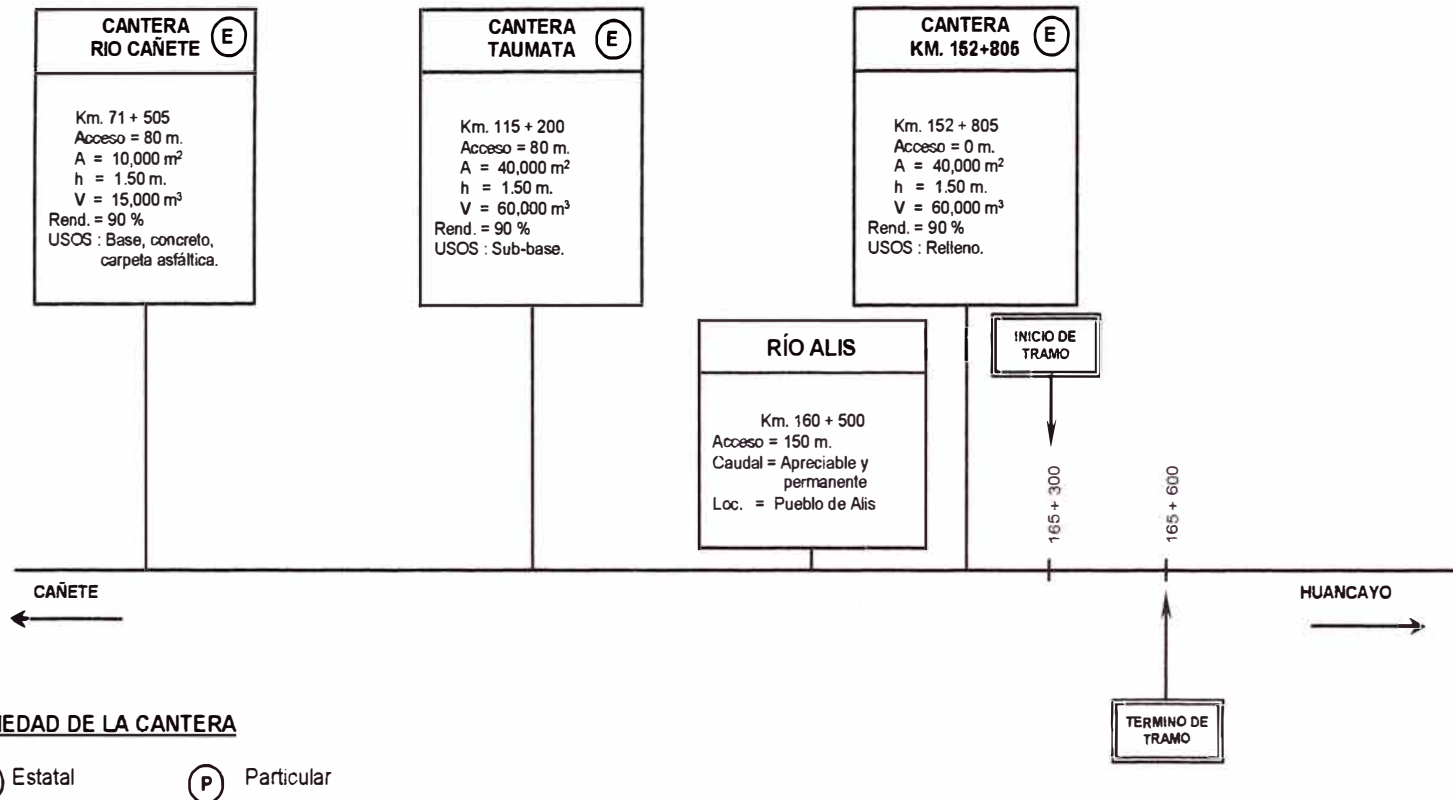 CANTERA
RIO CAÑETE
E
Km. 71 + 505
Acceso = 80 m.
A = 10,000 m²
h = 1.50 m.
V = 15,000 m³
Rend. = 90 %
USOS : Base, concreto,
carpeta asfáltica.
CANTERA
TAUMATA
E
Km. 115 + 200
Acceso = 80 m.
A = 40,000 m²
h = 1.50 m.
V = 60,000 m³
Rend. = 90 %
USOS : Sub-base.
CANTERA
KM. 152+805
E
Km. 152 + 805
Acceso = 0 m.
A = 40,000 m²
h = 1.50 m.
V = 60,000 m³
Rend. = 90 %
USOS : Relleno.
RÍO ALIS
Km. 160 + 500
Acceso = 150 m.
Caudal = Apreciable y
permanente
Loc. = Pueblo de Alis
INICIO DE
TRAMO
165 + 300
165 + 600
CAÑETE
HUANCAYO
TERMINO DE
TRAMO
IEDAD DE LA CANTERA
Estatal
P Particular